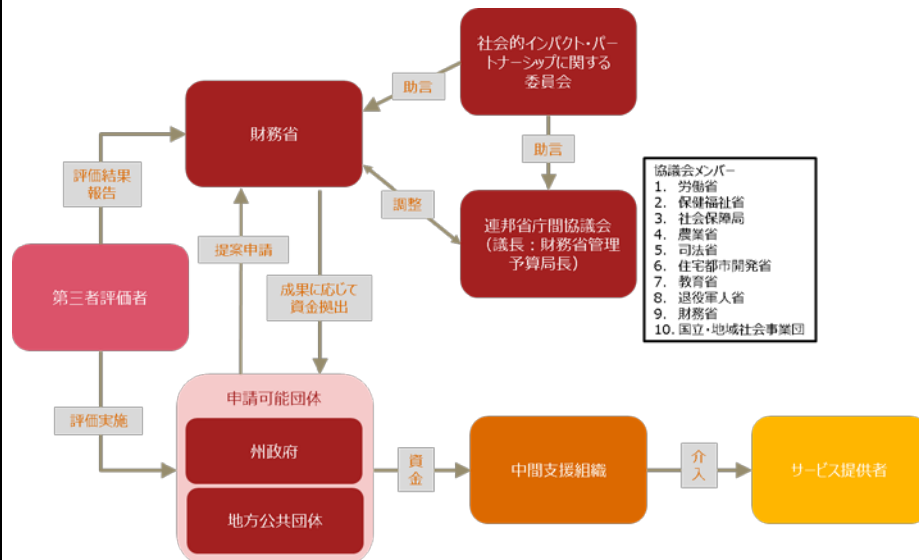 社会的インパクト・パー
トナーシップに関する
委員会
助言
財務省
評価結果
報告
助言
調整
提案申請
連邦省庁間協議会
（議長：財務省管理
予算局長）
協議会メンバー
1. 労働省
2. 保健福祉省
3. 社会保障局
4. 農業省
5. 司法省
6. 住宅都市開発省
7. 教育省
8. 退役軍人省
9. 財務省
10. 国立・地域社会事業団
第三者評価者
成果に応じて
資金拠出
評価実施
申請可能団体
州政府
地方公共団体
資
金
中間支援組織
介
入
サービス提供者